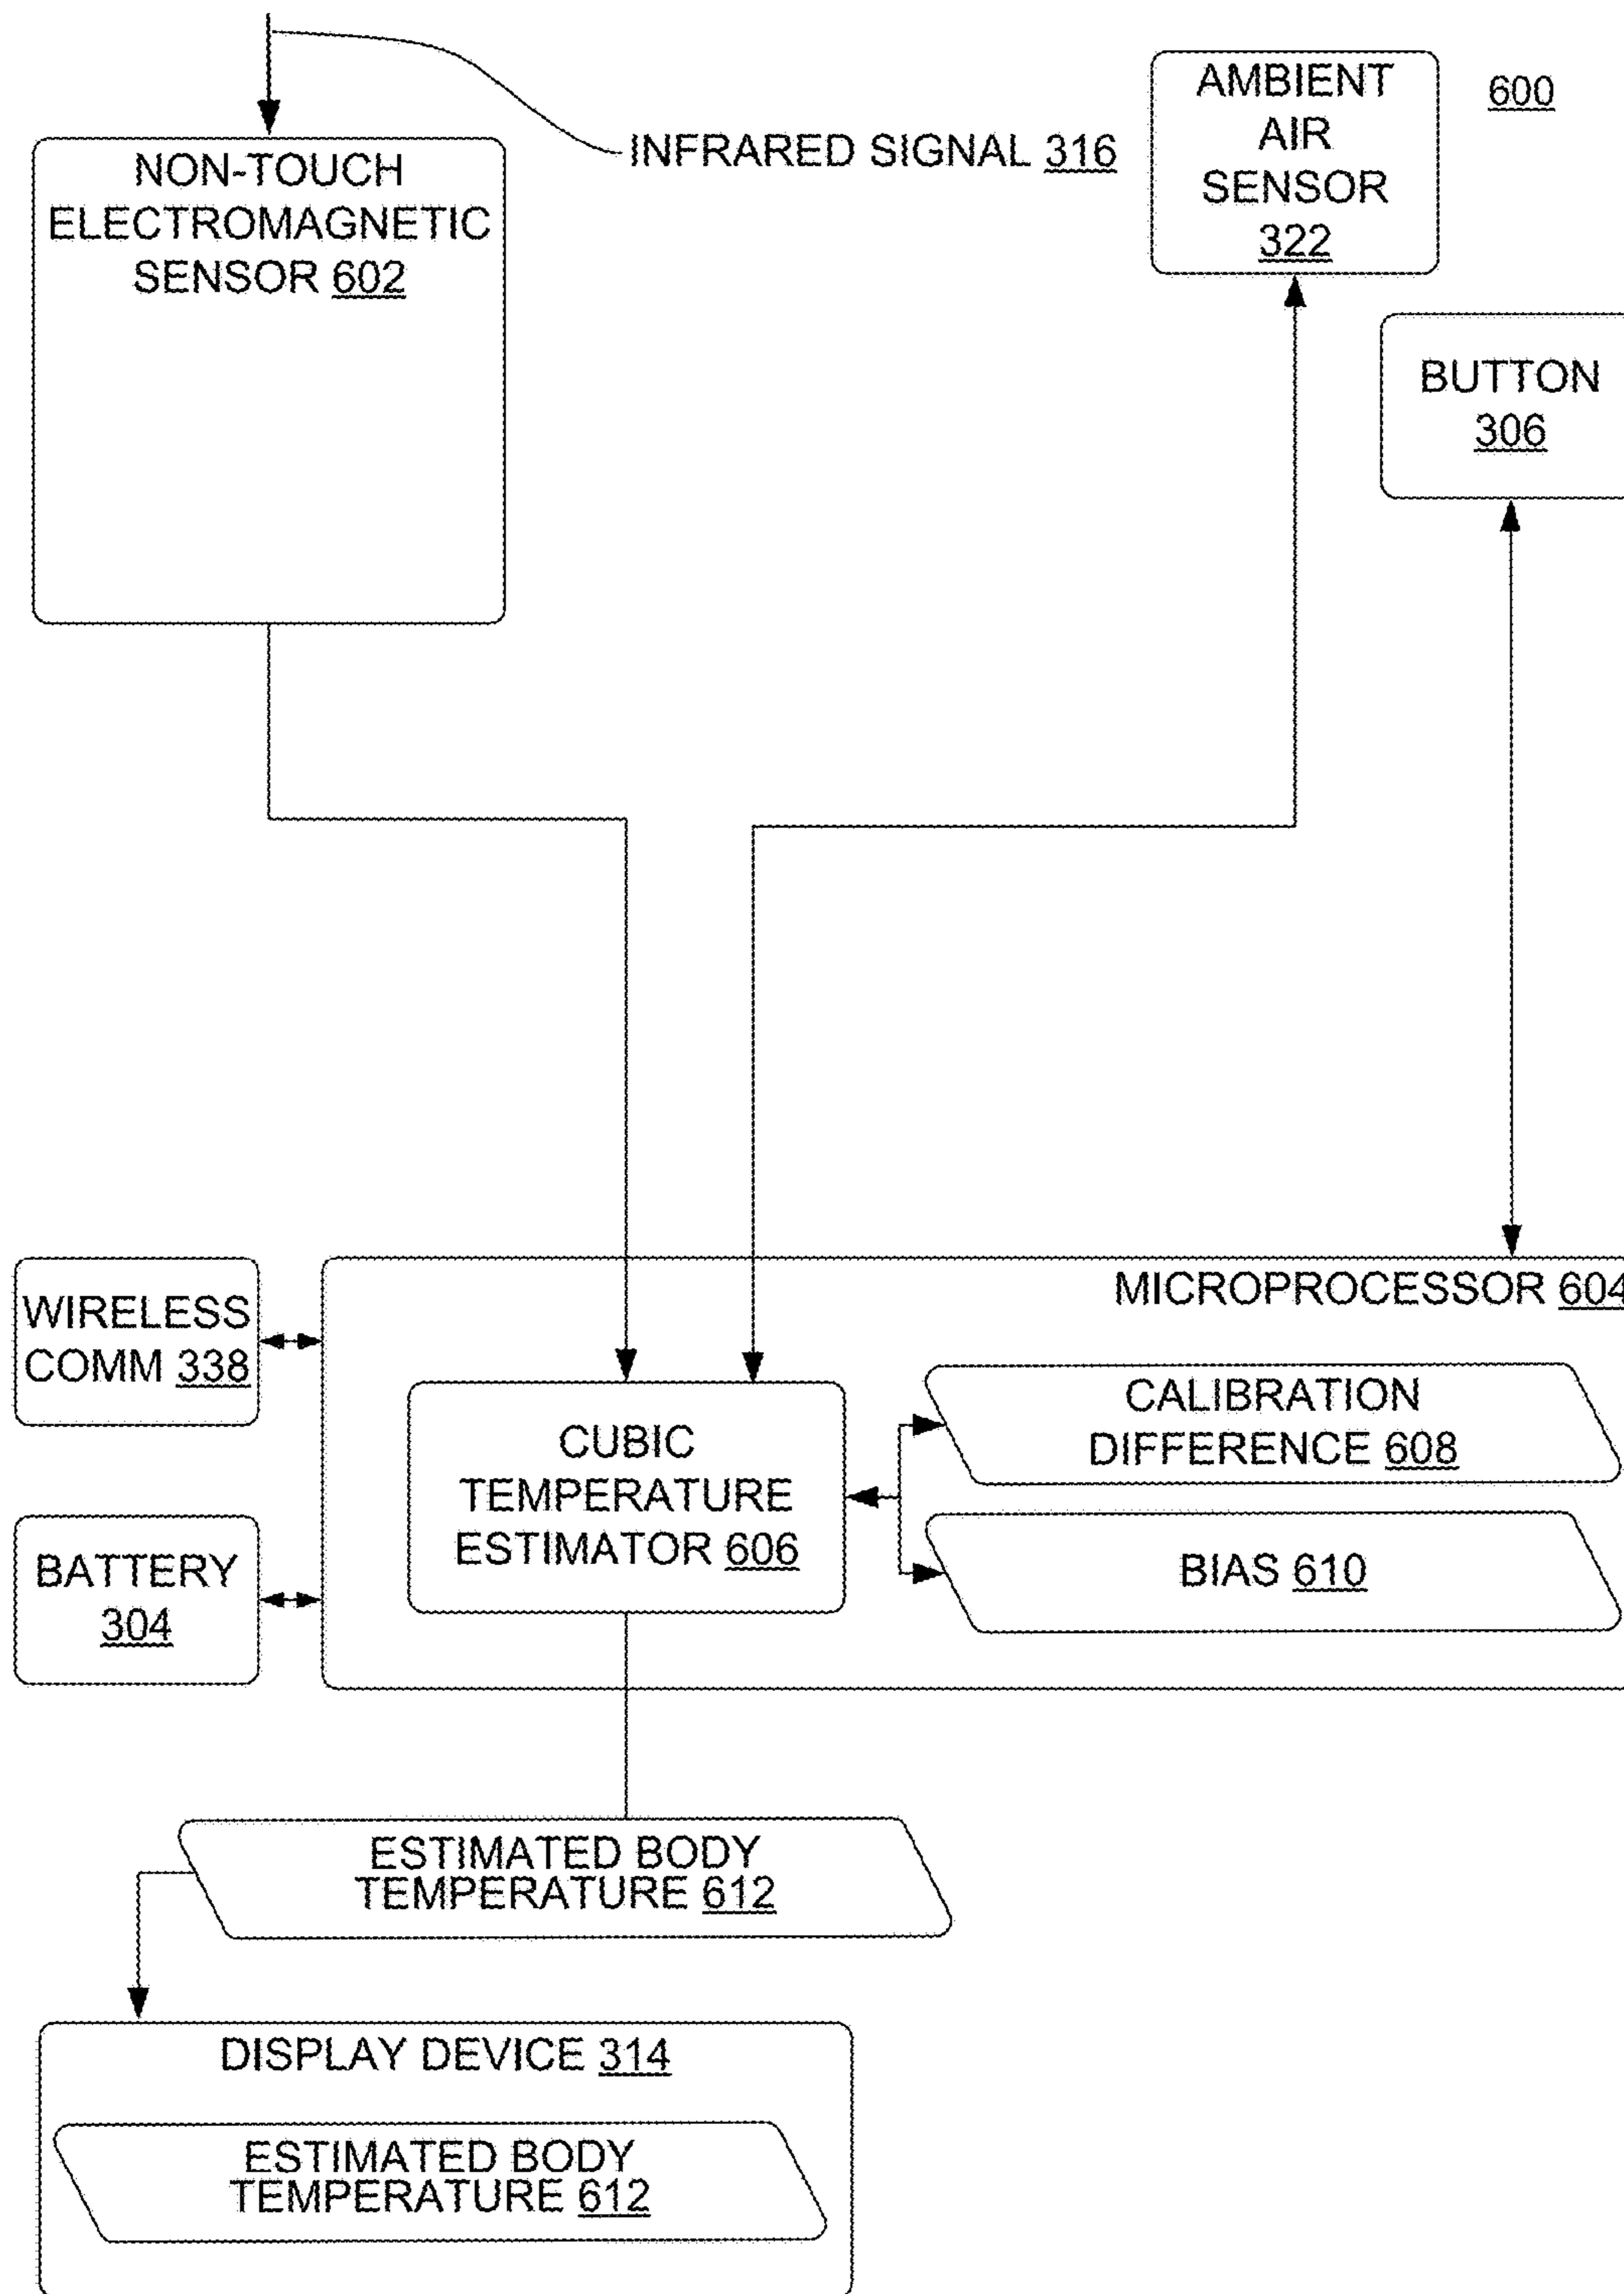 NON-TOUCH
ELECTROMAGNETIC
SENSOR 602
INFRARED SIGNAL 316
AMBIENT
AIR
SENSOR
322
600
BUTTON
306
WIRELESS
COMM 338
MICROPROCESSOR 604
CUBIC
TEMPERATURE
ESTIMATOR 606
CALIBRATION
DIFFERENCE 608
BIAS 610
BATTERY
304
ESTIMATED BODY
TEMPERATURE 612
DISPLAY DEVICE 314
ESTIMATED BODY
TEMPERATURE 612